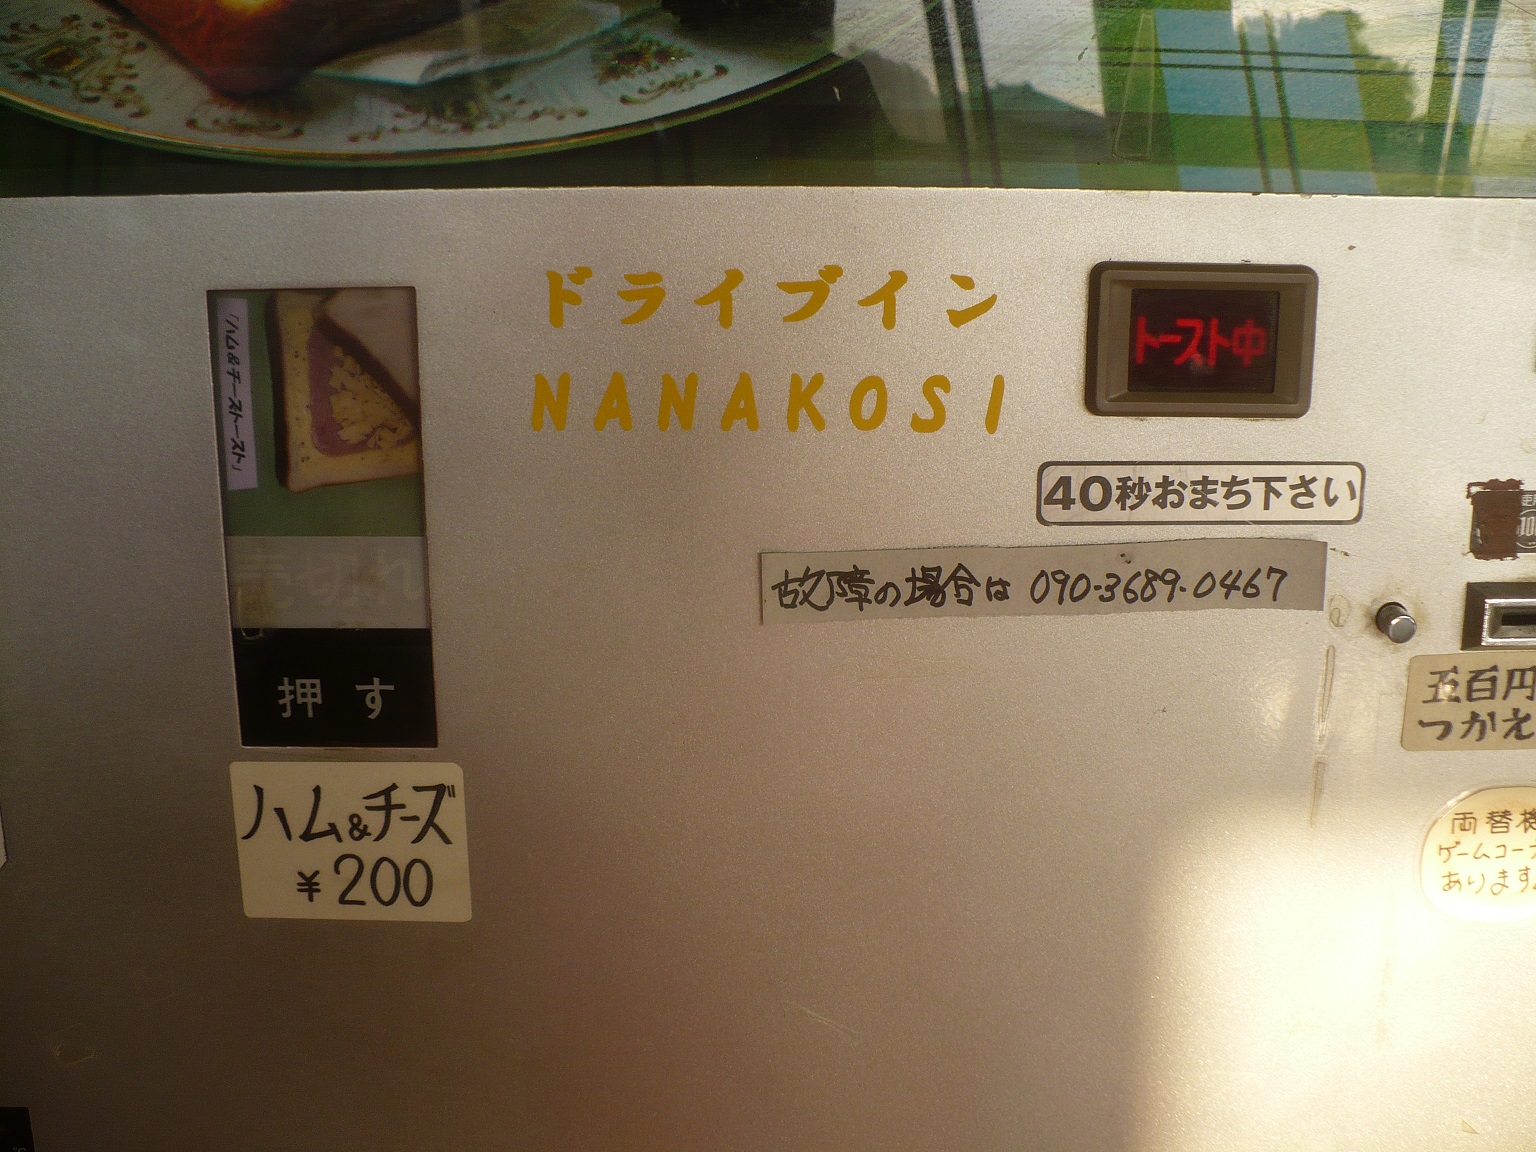 ドライブイン
NANAKOSI
トースト中
「ハム&チーズトースト」
40秒おまち下さい
売切れ
故障の場合は 090-3689-0467
押す
五百円
つかえ
ハム&チーズ
¥200
両替機
ゲームコーナ
あります